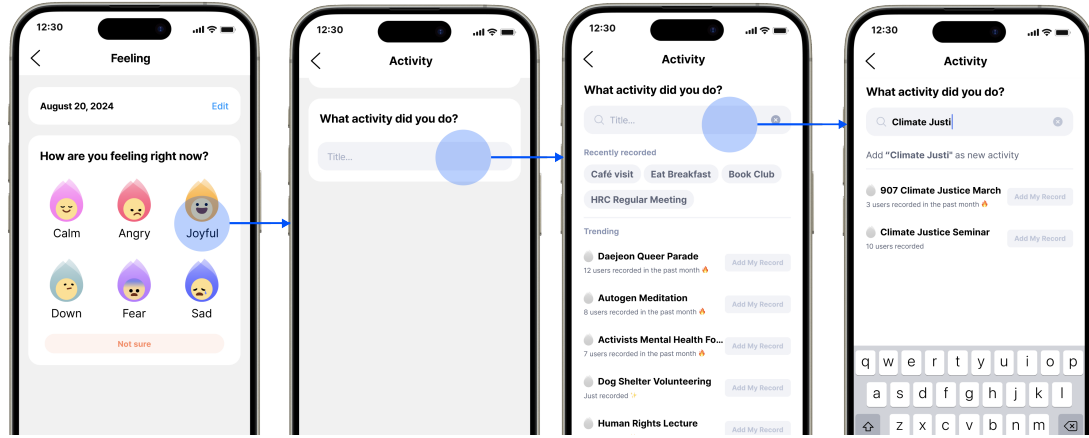 12:30
Feeling
August 20, 2024 Edit
How are you feeling right now?
Calm Angry Joyful
Down Fear Sad
Not sure
12:30
Activity
What activity did you do?
Title...
12:30
Activity
What activity did you do?
Title...
Recently recorded
Café visit Eat Breakfast Book Club
HRC Regular Meeting
Trending
Daejeon Queer Parade
12 users recorded in the past month 🔥
Add My Record
Autogen Meditation
8 users recorded in the past month 🔥
Add My Record
Activists Mental Health Fo...
7 users recorded in the past month 🔥
Add My Record
Dog Shelter Volunteering
Just recorded ✨
Add My Record
Human Rights Lecture
Add My Record
12:30
Activity
What activity did you do?
Climate Justi
Add "Climate Justi" as new activity
907 Climate Justice March
3 users recorded in the past month 🔥
Add My Record
Climate Justice Seminar
10 users recorded
Add My Record
q w e r t y u i o p
a s d f g h j k l
z x c v b n m